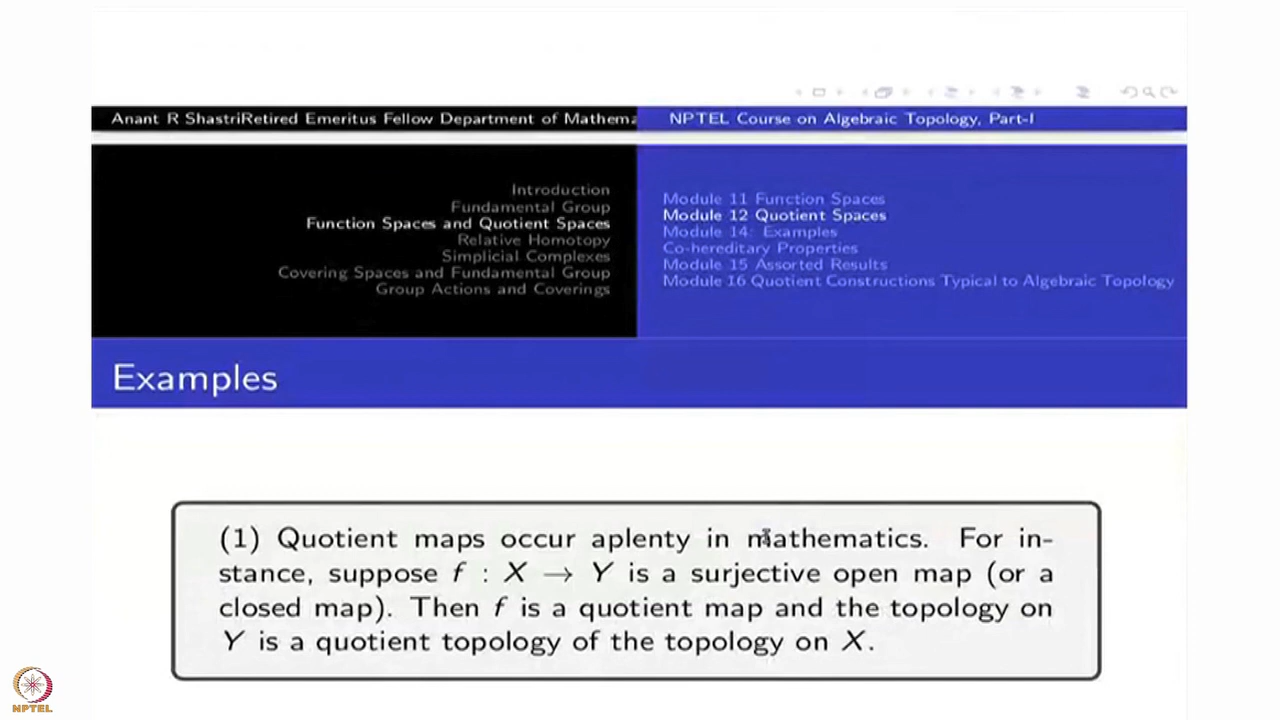 Anant R ShastriRetired Emeritus Fellow Department of Mathema
NPTEL Course on Algebraic Topology, Part-I
Introduction
Fundamental Group
Function Spaces and Quotient Spaces
Relative Homotopy
Simplicial Complexes
Covering Spaces and Fundamental Group
Group Actions and Coverings
Module 11 Function Spaces
Module 12 Quotient Spaces
Module 14: Examples
Co-hereditary Properties
Module 15 Assorted Results
Module 16 Quotient Constructions Typical to Algebraic Topology
Examples
(1) Quotient maps occur aplenty in mathematics. For in-
stance, suppose f : X → Y is a surjective open map (or a
closed map). Then f is a quotient map and the topology on
Y is a quotient topology of the topology on X.
NPTEL